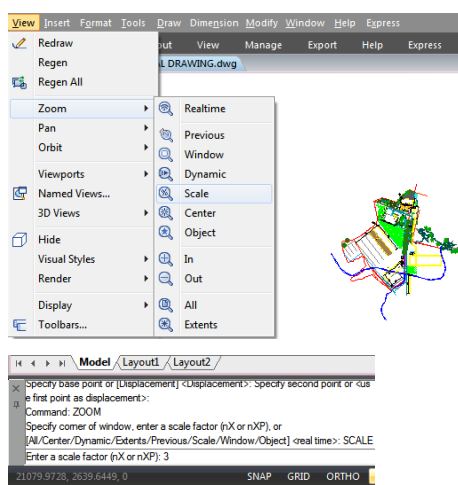 View Insert Format Tools Draw Dimension Modify Window Help Express
out View Manage Export Help Express
Redraw
Regen
L DRAWING.dwg
Regen All
Zoom
Realtime
Pan
Previous
Orbit
Window
Viewports
Dynamic
Named Views...
Scale
3D Views
Center
Object
Hide
Visual Styles
In
Render
Out
Display
All
Toolbars...
Extents
Model Layout1 Layout2
Specify base point or [Displacement] <Displacement>: Specify second point or <us
e first point as displacement>:
Command: ZOOM
Specify corner of window, enter a scale factor (nX or nXP), or
[All/Center/Dynamic/Extents/Previous/Scale/Window/Object] <real time>: SCALE
Enter a scale factor (nX or nXP): 3
21079.9728, 2639.6449, 0 SNAP GRID ORTHO